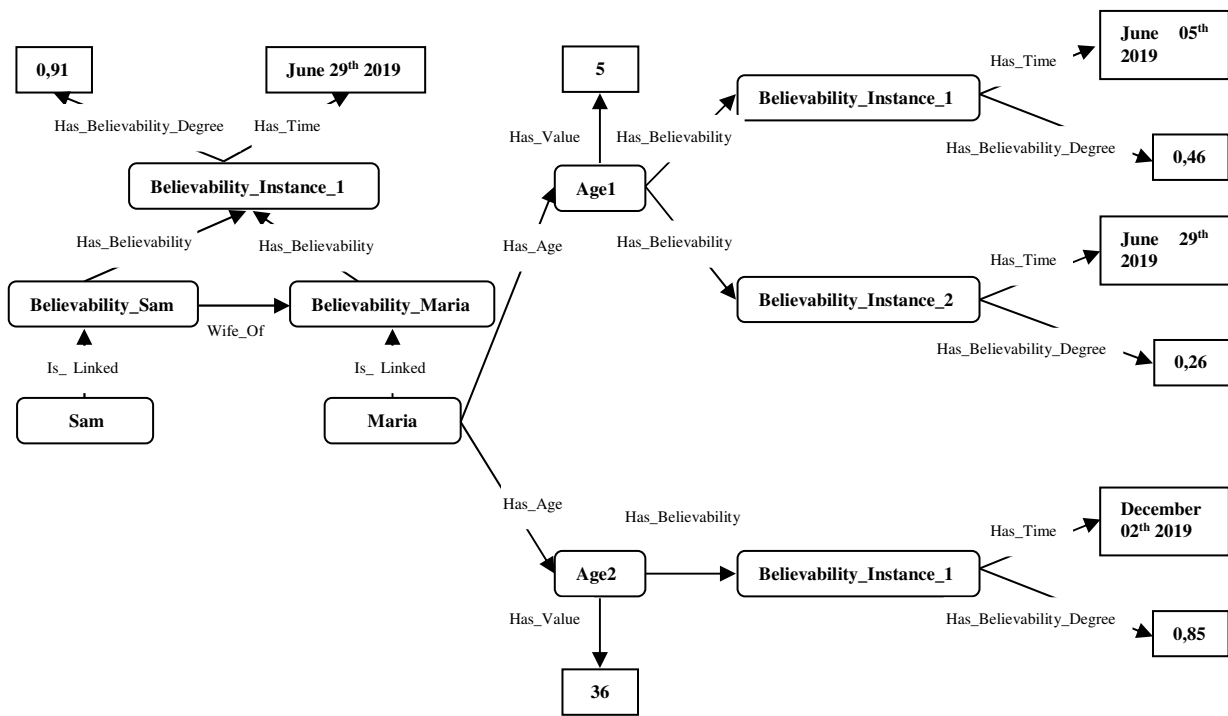 June 05th
2019
0,91
June 29th 2019
5
Has_Time
Believability_Instance_1
Has_Believability_Degree
Has_Time
Has_Value
Has_Believability
Has_Believability_Degree
0,46
Believability_Instance_1
Age1
June 29th
2019
Has_Believability
Has_Believability
Has_Age
Has_Believability
Has_Time
Believability_Sam
Believability_Maria
Believability_Instance_2
Wife_Of
Has_Believability_Degree
0,26
Is_ Linked
Is_ Linked
Sam
Maria
Has_Age
Has_Believability
December
02th 2019
Has_Time
Age2
Believability_Instance_1
Has_Value
Has_Believability_Degree
0,85
36